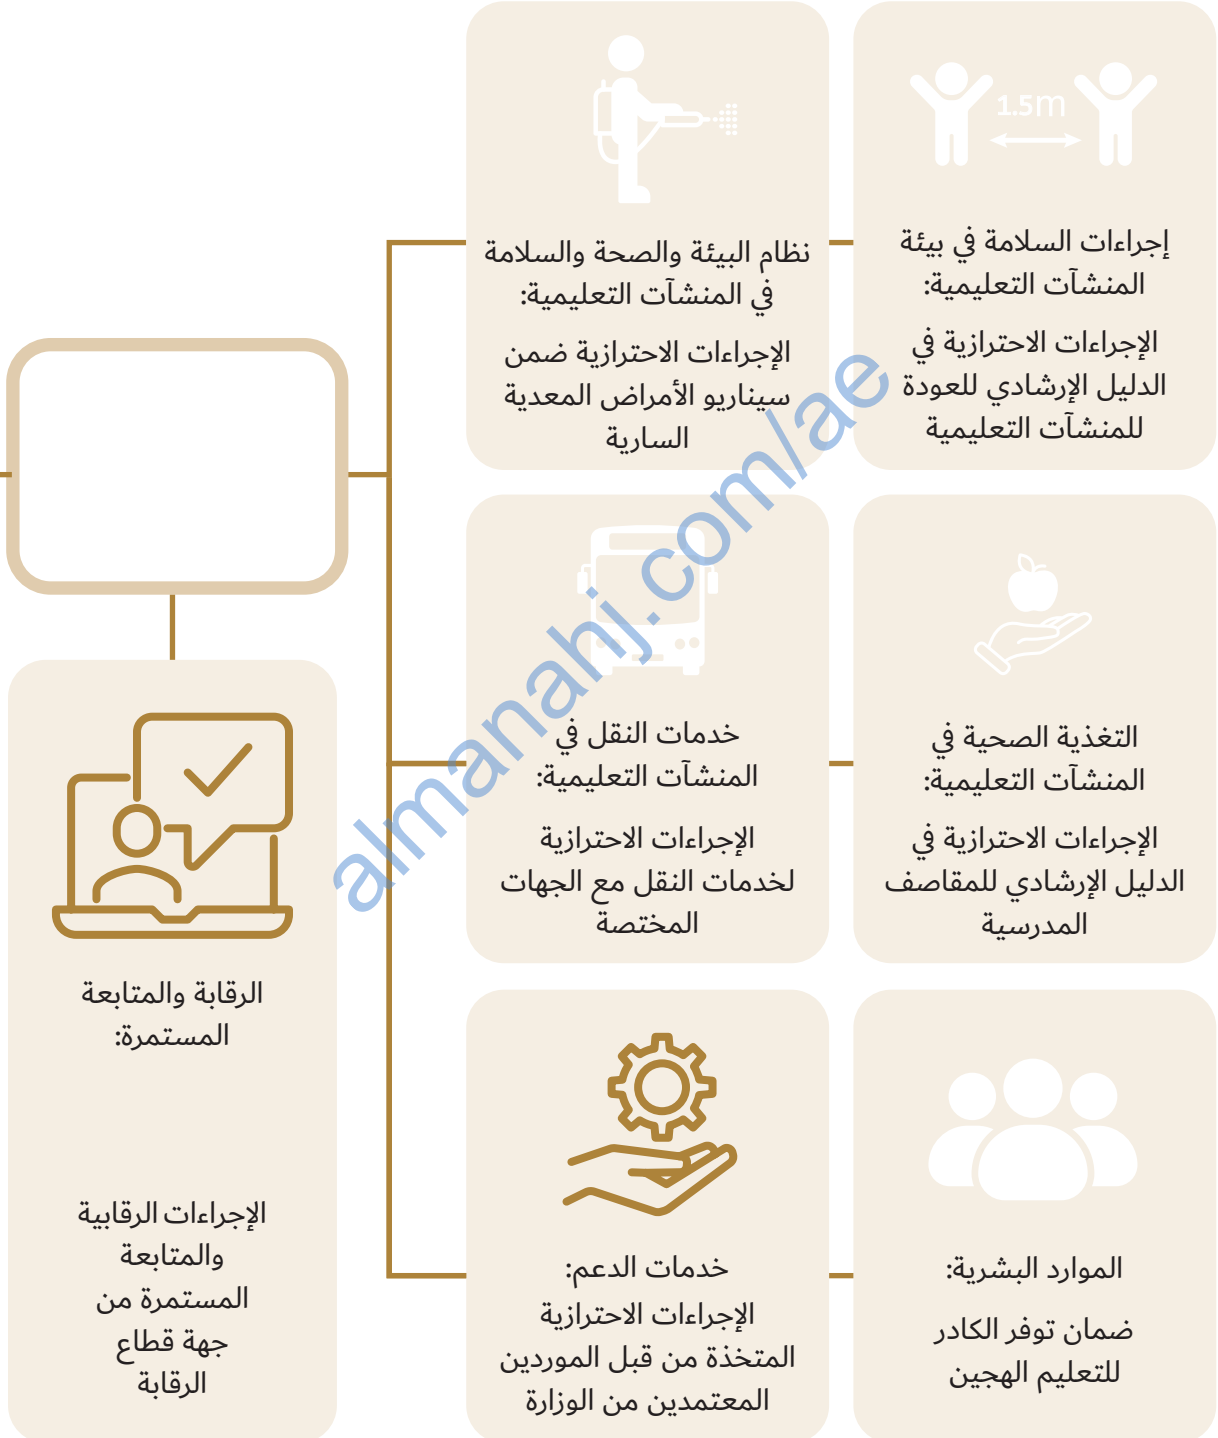 1.5m
إجراءات السلامة في بيئة
المنشآت التعليمية:
الإجراءات الاحترازية في
الدليل الإرشادي للعودة
للمنشآت التعليمية
نظام البيئة والصحة والسلامة
في المنشآت التعليمية:
الإجراءات الاحترازية ضمن
سيناريو الأمراض المعدية
السارية
التغذية الصحية في
المنشآت التعليمية:
الإجراءات الاحترازية في
الدليل الإرشادي للمقاصف
المدرسية
خدمات النقل في
المنشآت التعليمية:
الإجراءات الاحترازية
لخدمات النقل مع الجهات
المختصة
الموارد البشرية:
ضمان توفر الكادر
للتعليم الهجين
خدمات الدعم:
الإجراءات الاحترازية
المتخذة من قبل الموردين
المعتمدين من الوزارة
الرقابة والمتابعة
المستمرة:
الإجراءات الرقابية
والمتابعة
المستمرة من
جهة قطاع
الرقابة
almanahj.com/ae